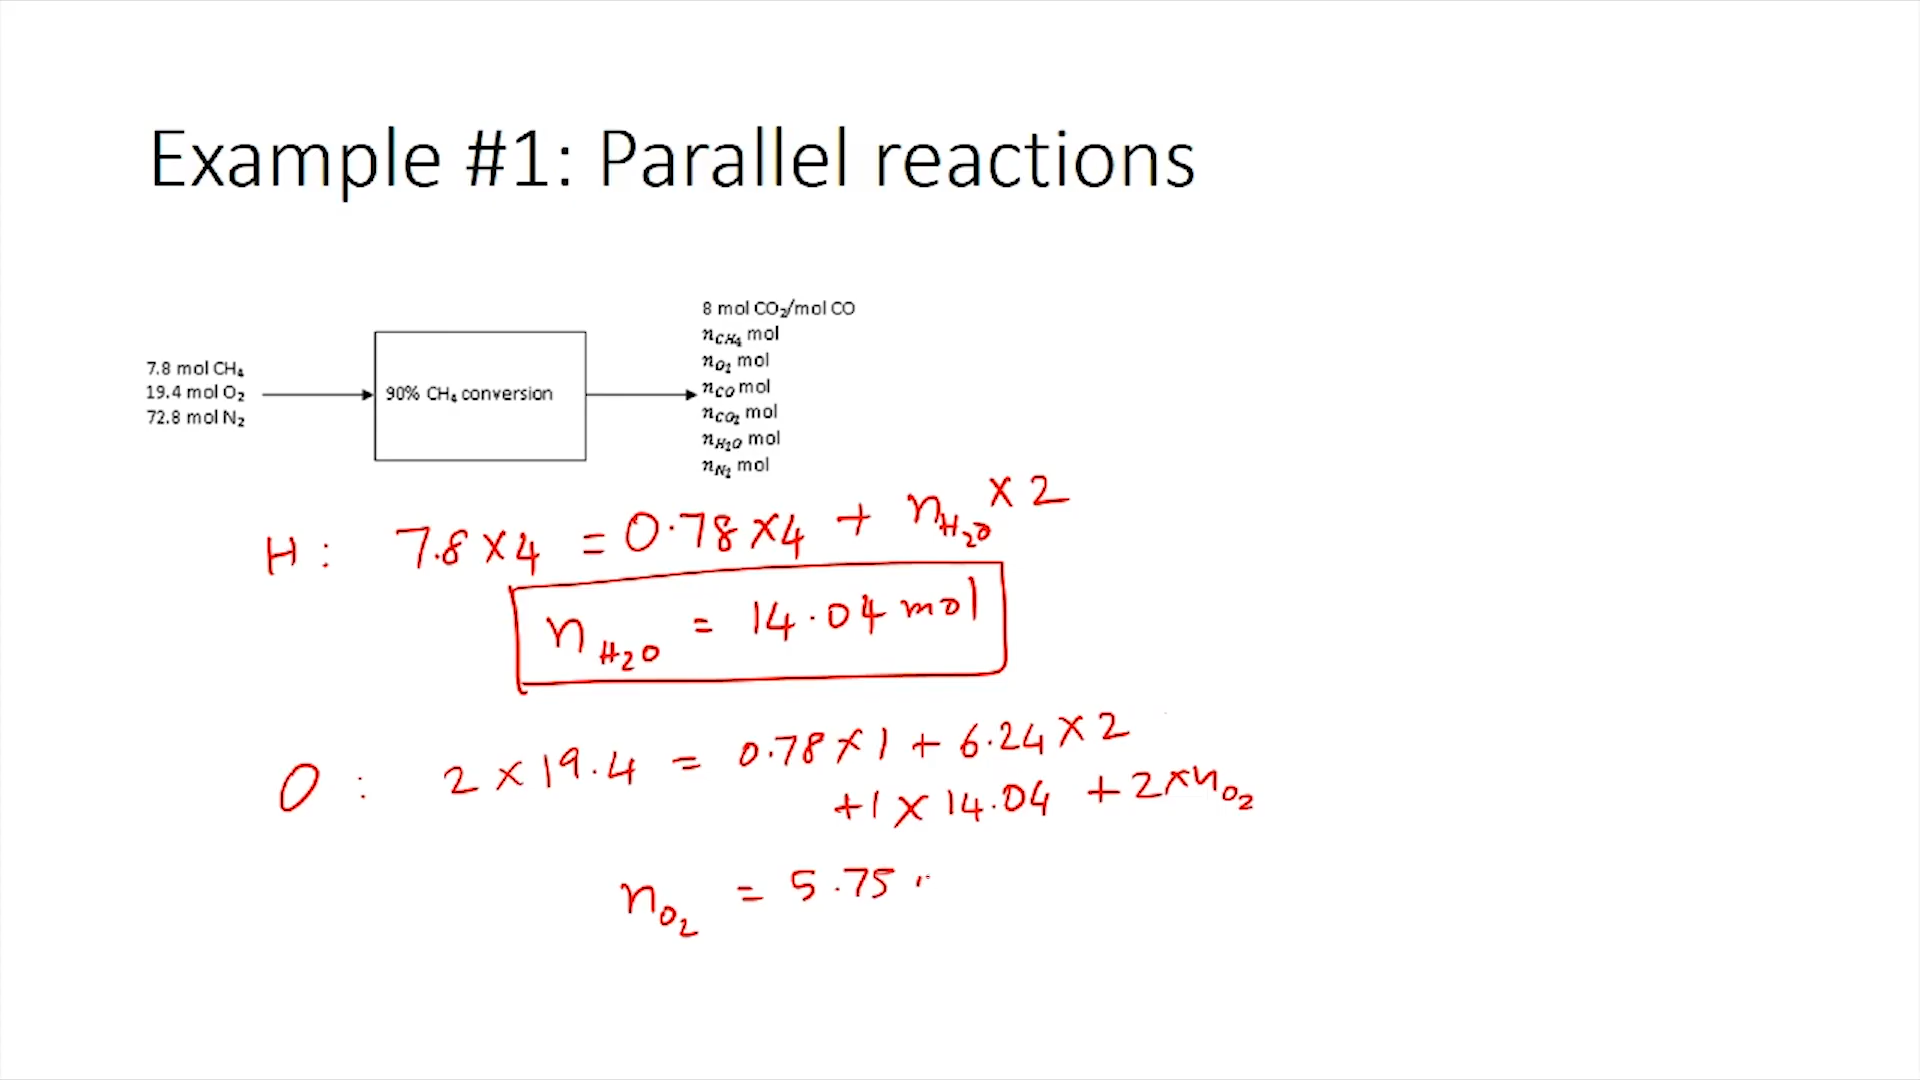 Example #1: Parallel reactions
8 mol CO₂/mol CO
n_CH₄ mol
n_O₂ mol
n_CO mol
n_CO₂ mol
n_H₂O mol
n_N₂ mol
7.8 mol CH₄
19.4 mol O₂
72.8 mol N₂
90% CH₄ conversion
H : 7.8 × 4 = 0.78 × 4 + n_H₂O × 2
n_H₂O = 14.04 mol
O : 2 × 19.4 = 0.78 × 1 + 6.24 × 2
+ 1 × 14.04 + 2 × n_O₂
n_O₂ = 5.75